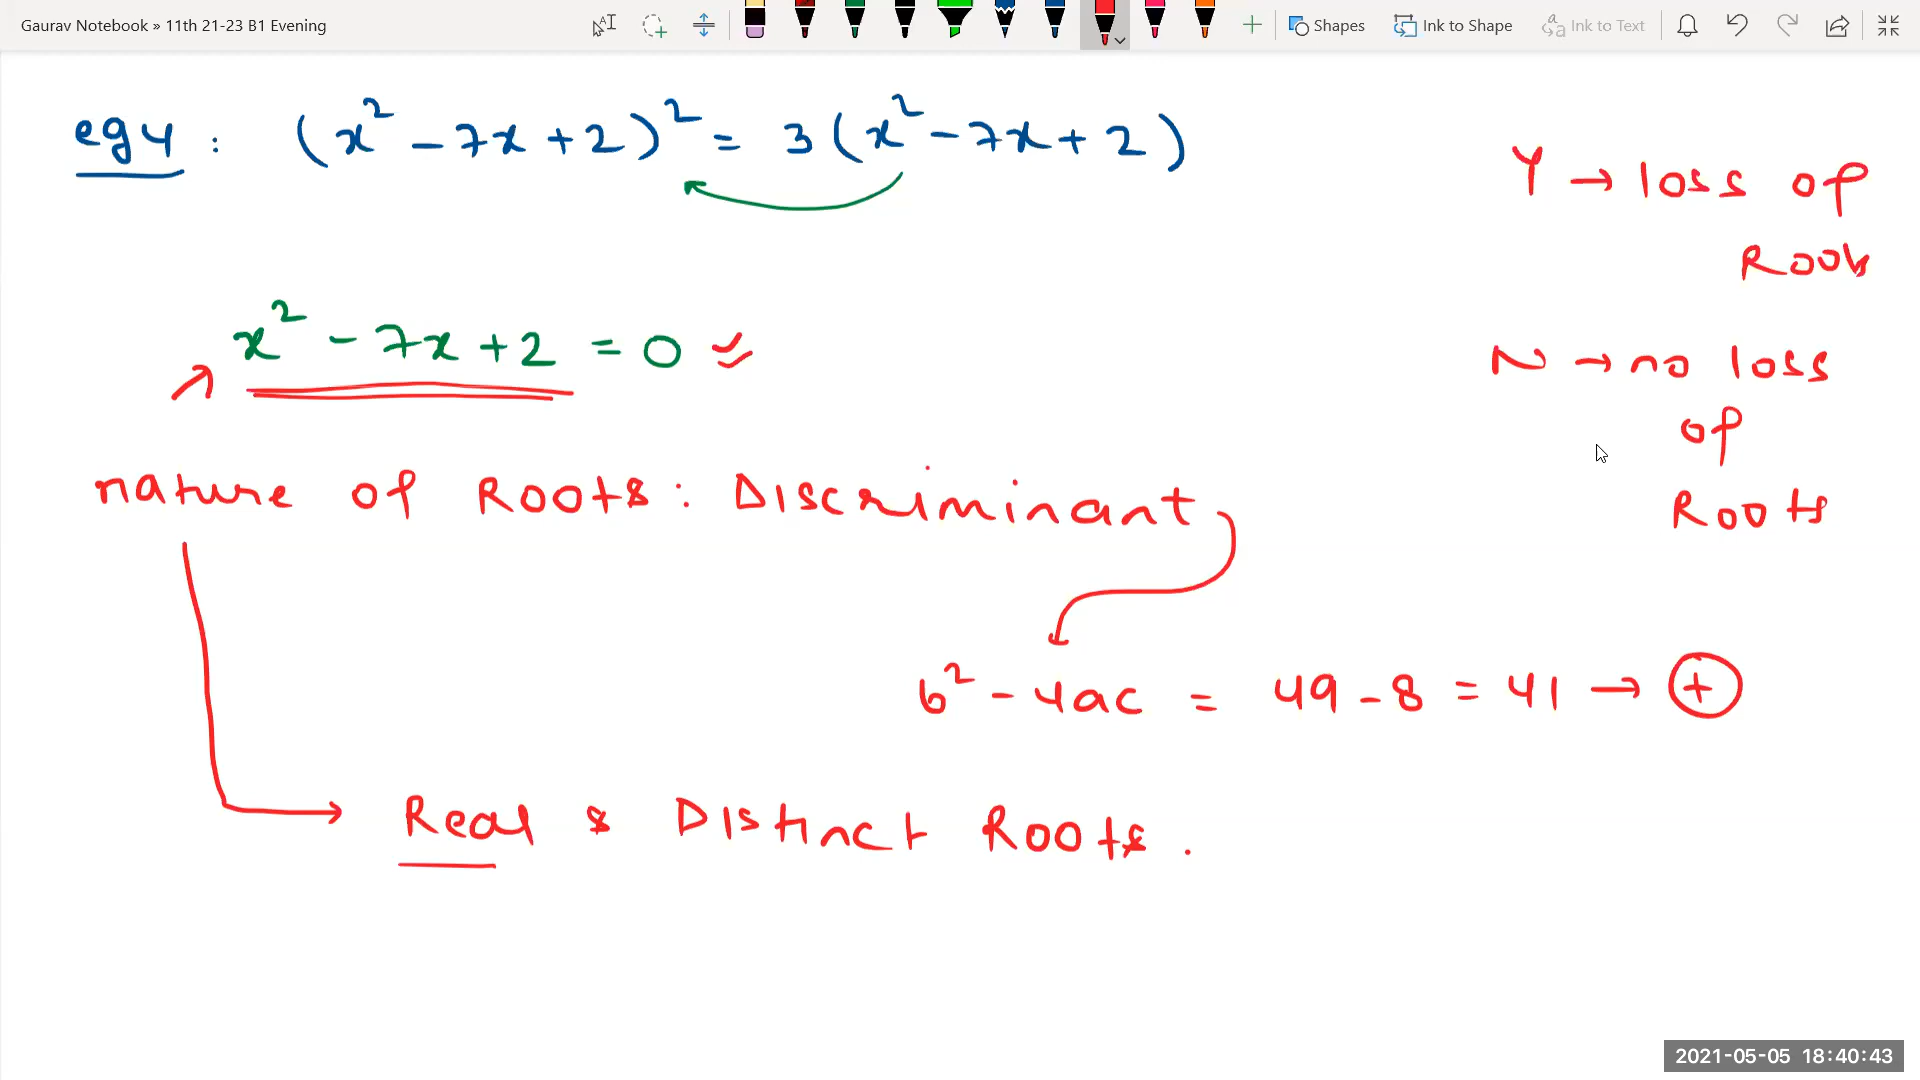 Gaurav Notebook » 11th 21-23 B1 Evening
Shapes
Ink to Shape
Ink to Text
eg 4 : (x² - 7x + 2)² = 3(x² - 7x + 2)
Y → loss of
Roots
x² - 7x + 2 = 0
N → no loss
of
Roots
nature of Roots : Discriminant
b² - 4ac = 49 - 8 = 41 → +
Real & Distinct Roots .
2021-05-05 18:40:43